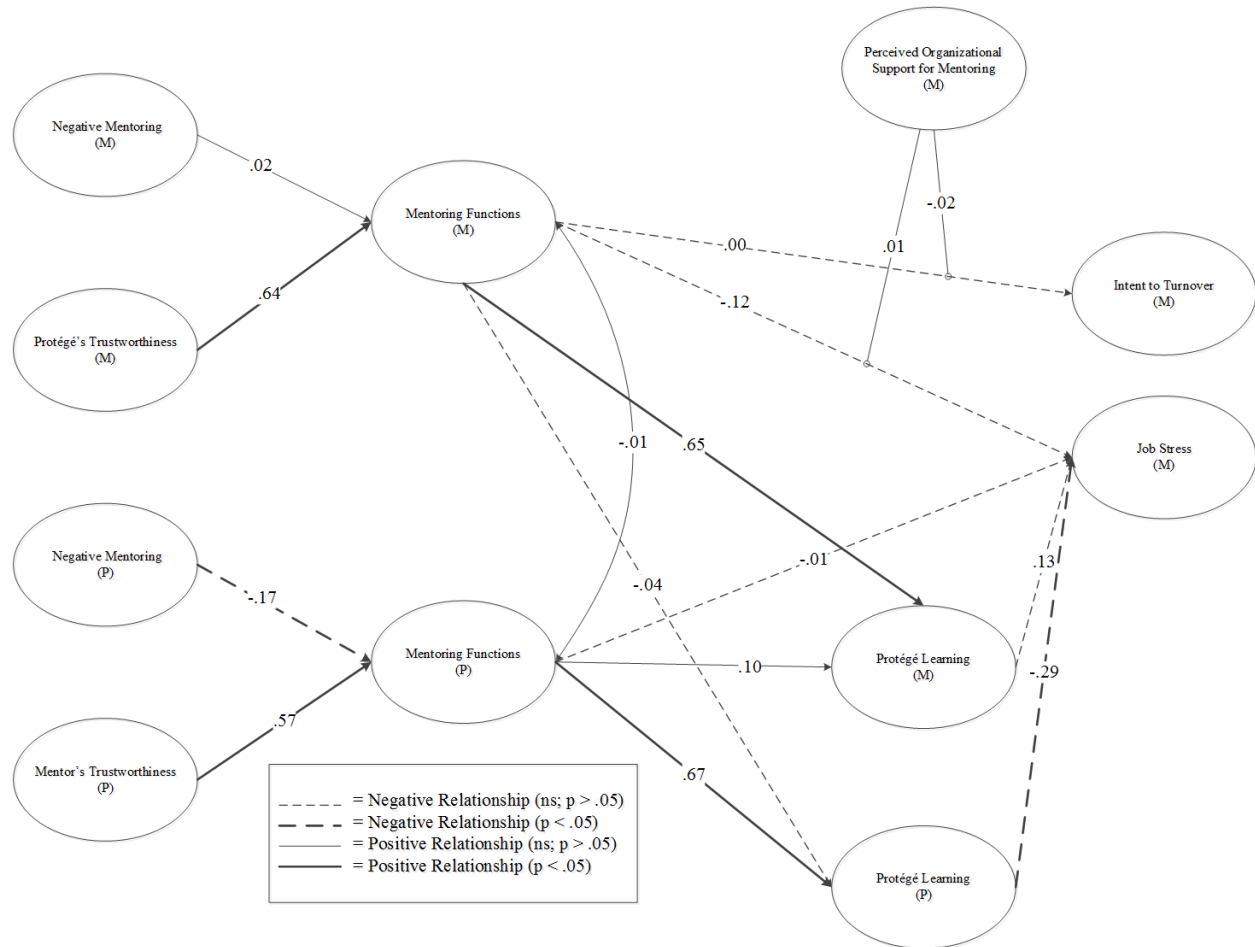 Perceived Organizational
Support for Mentoring
(M)
Negative Mentoring
(M)
.02
Mentoring Functions
(M)
-.02
.01
.00
Intent to Turnover
(M)
.64
-.12
Protégé’s Trustworthiness
(M)
-.01
.65
Job Stress
(M)
Negative Mentoring
(P)
-.17
-.04
-.01
.13
Mentoring Functions
(P)
.10
Protégé Learning
(M)
-.29
.57
Mentor’s Trustworthiness
(P)
.67
= Negative Relationship (ns; p > .05)
= Negative Relationship (p < .05)
= Positive Relationship (ns; p > .05)
= Positive Relationship (p < .05)
Protégé Learning
(P)